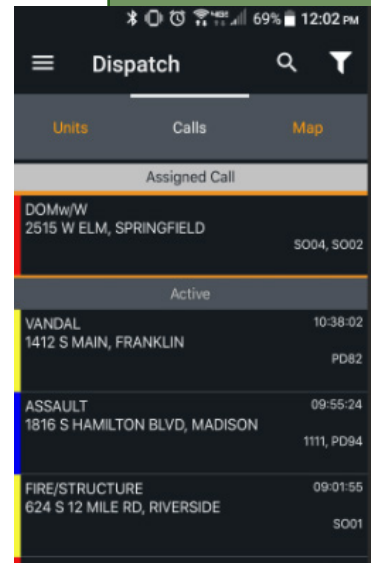 69% 12:02 PM
Dispatch
Units Calls Map
Assigned Call
DOMw/W
2515 W ELM, SPRINGFIELD
SO04, SO02
Active
VANDAL 10:38:02
1412 S MAIN, FRANKLIN
PD82
ASSAULT 09:55:24
1816 S HAMILTON BLVD, MADISON
1111, PD94
FIRE/STRUCTURE 09:01:55
624 S 12 MILE RD, RIVERSIDE
SO01